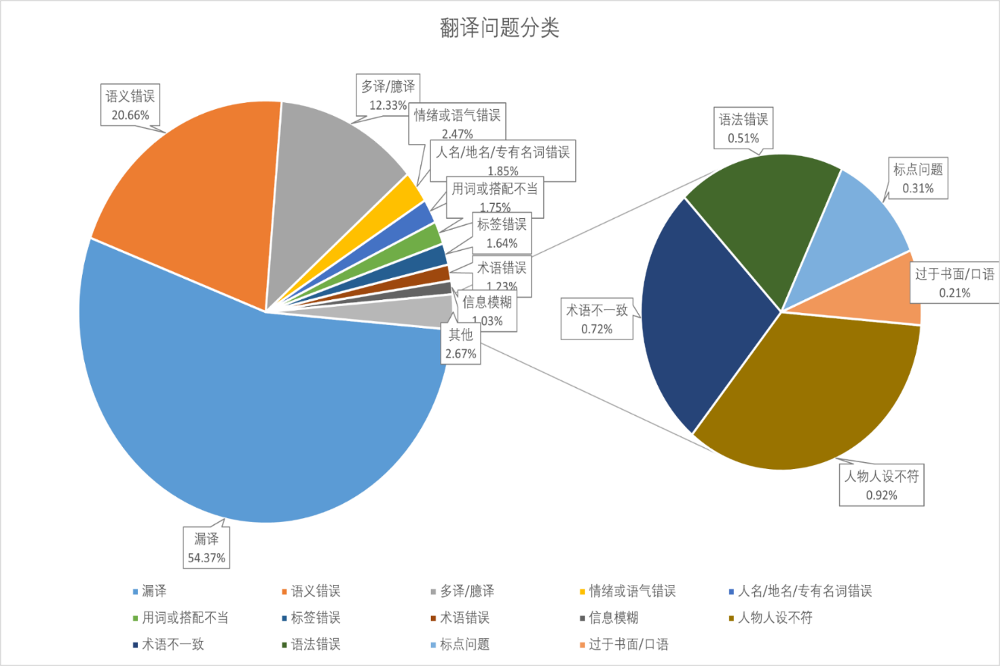 翻译问题分类
语义错误
20.66%
多译/臆译
12.33%
情绪或语气错误
2.47%
人名/地名/专有名词错误
1.85%
用词或搭配不当
1.75%
标签错误
1.64%
术语错误
1.23%
信息模糊
1.03%
其他
2.67%
漏译
54.37%
语法错误
0.51%
标点问题
0.31%
过于书面/口语
0.21%
术语不一致
0.72%
人物人设不符
0.92%
漏译 语义错误 多译/臆译 情绪或语气错误 人名/地名/专有名词错误
用词或搭配不当 标签错误 术语错误 信息模糊 人物人设不符
术语不一致 语法错误 标点问题 过于书面/口语